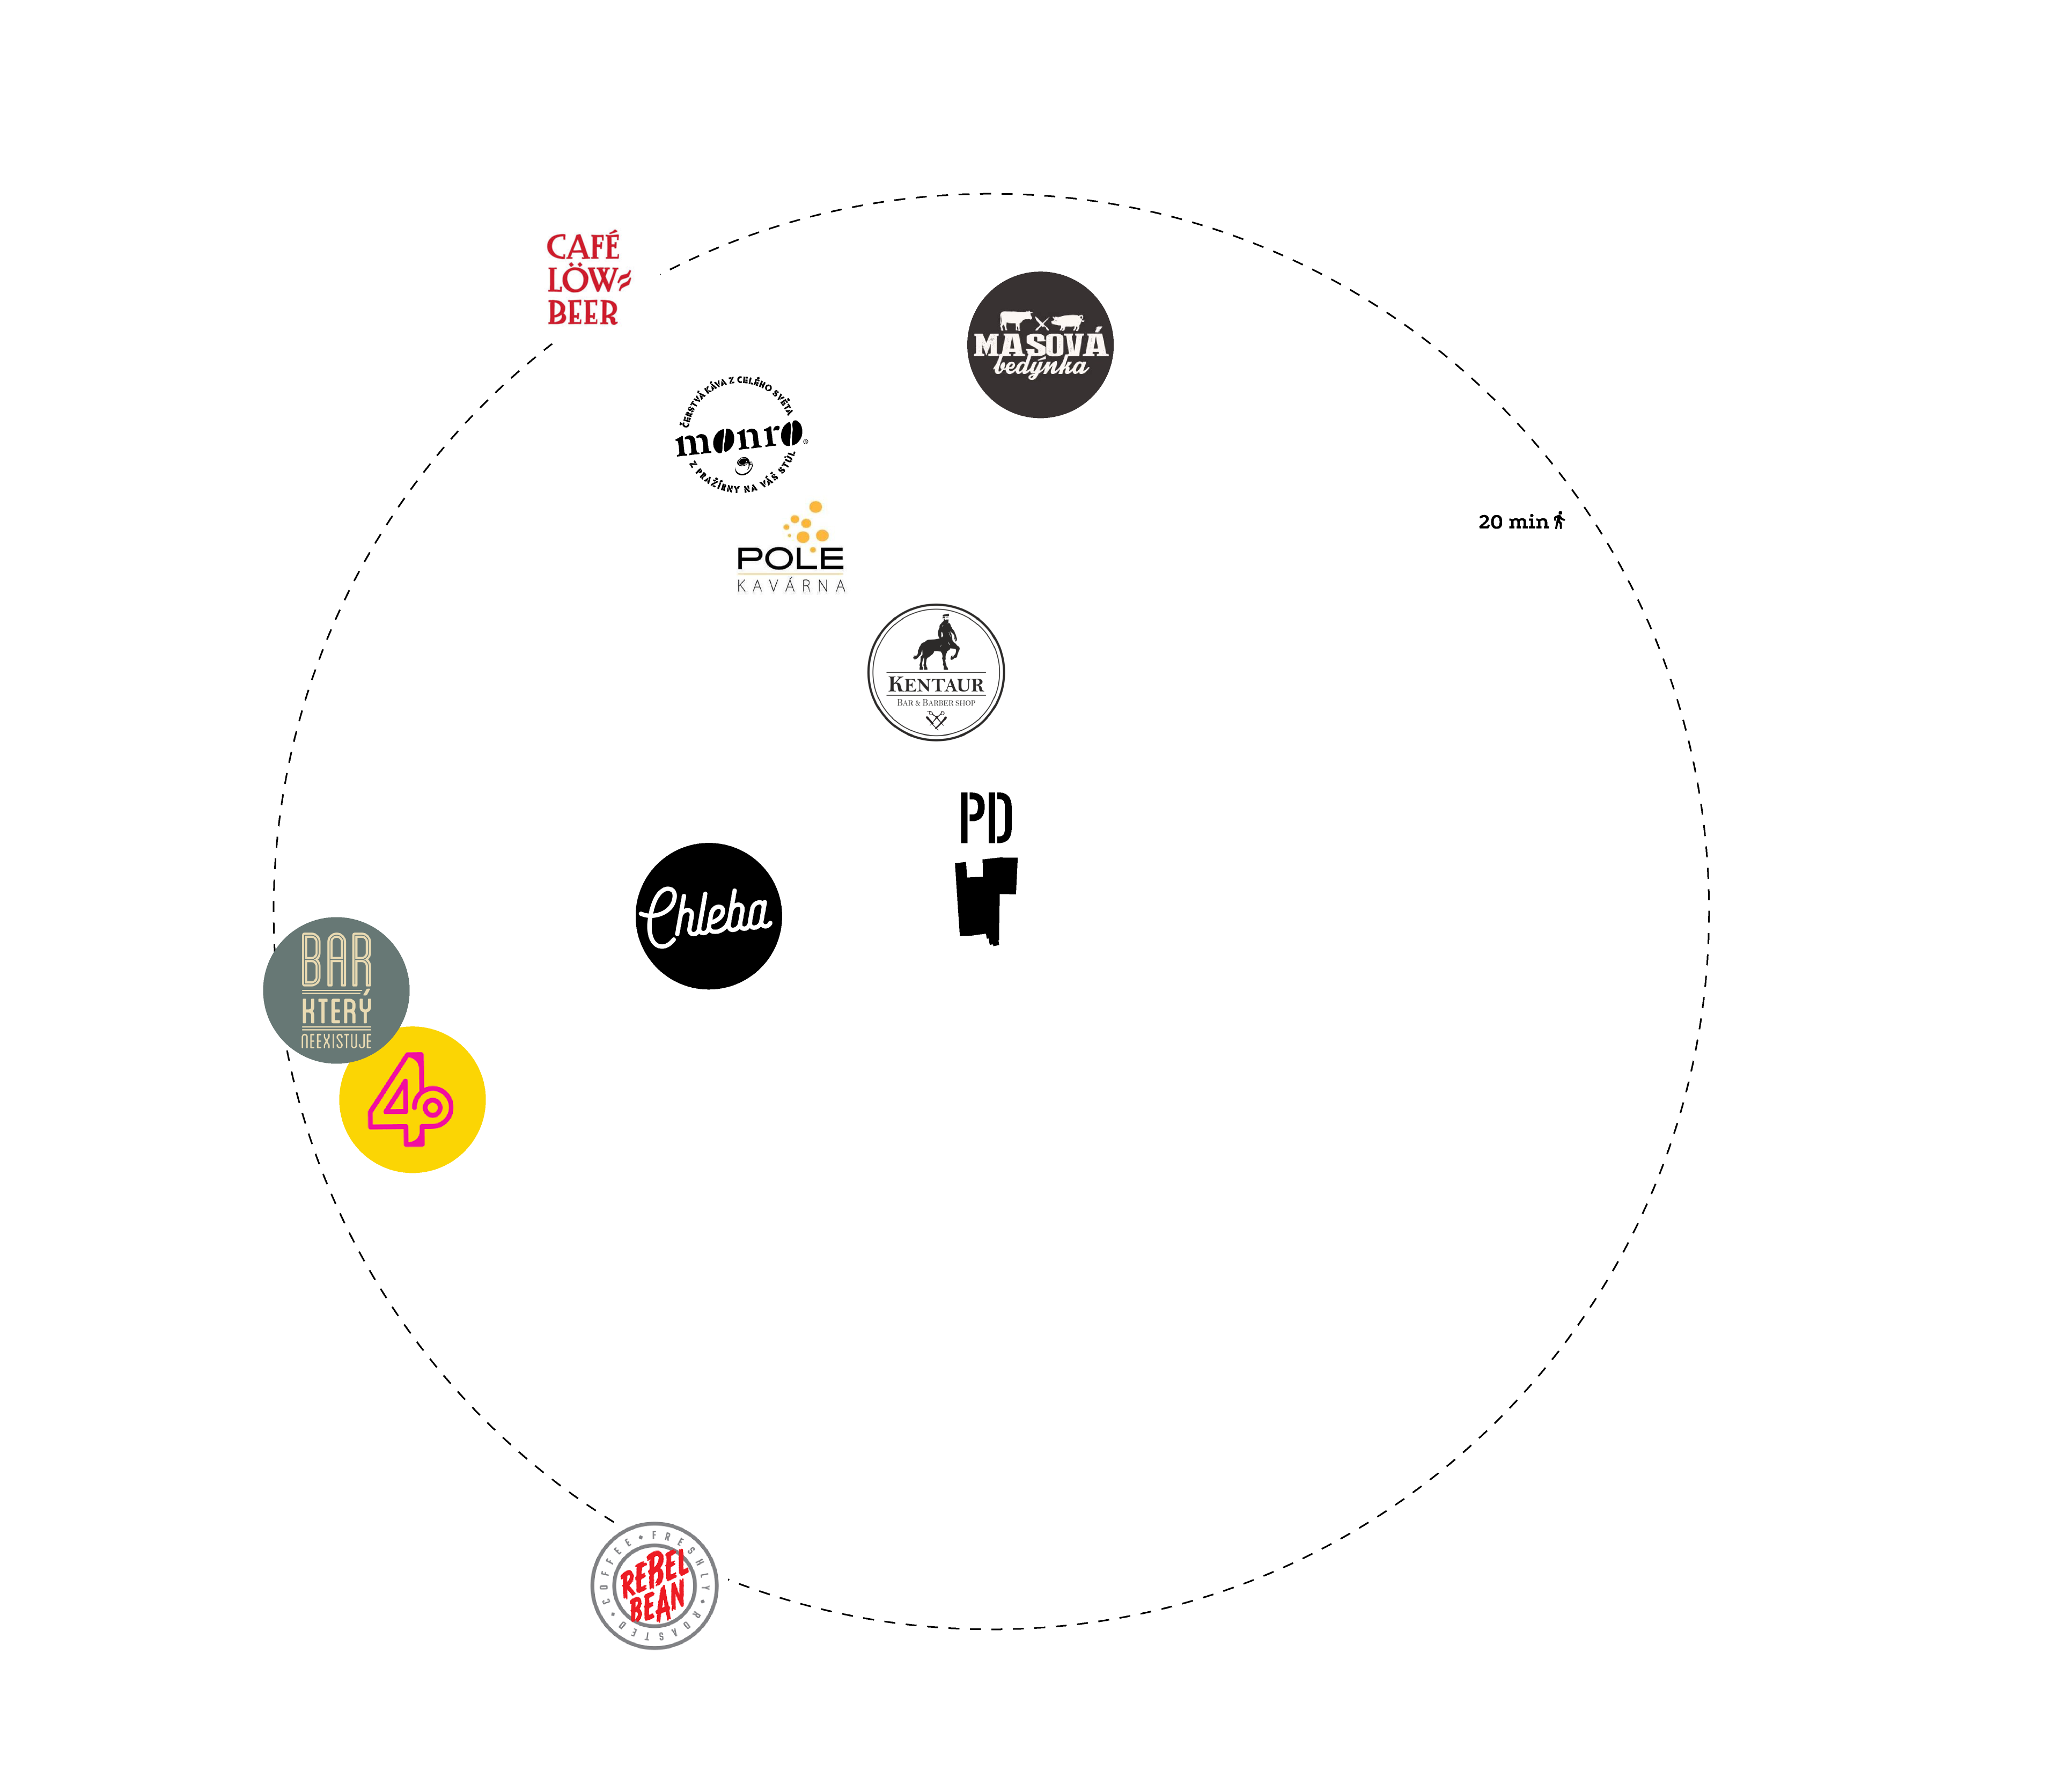 CAFÉ
LÖW-
BEER
MASOVÁ
bedýnka
ČERSTVÁ KÁVA Z CELÉHO SVĚTA
monro®
Z PRAŽÍRNY NA VÁŠ STŮL
20 min
POLE
KAVÁRNA
KENTAUR
BAR & BARBER SHOP
PD
Chleba
BAR
KTERÝ
NEEXISTUJE
4
COFFEE • FRESHLY • ROASTED •
REBEL
BEAN